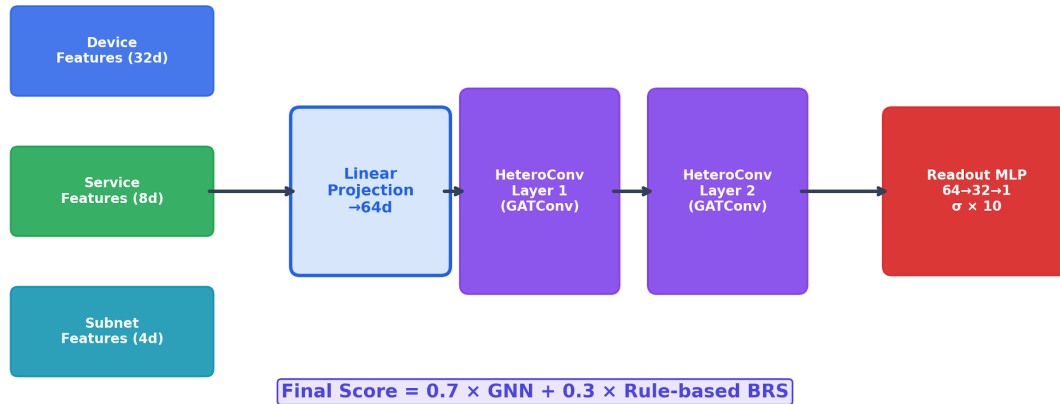 Device
Features (32d)
Service
Features (8d)
Subnet
Features (4d)
Linear
Projection
→64d
HeteroConv
Layer 1
(GATConv)
HeteroConv
Layer 2
(GATConv)
Readout MLP
64→32→1
σ × 10
Final Score = 0.7 × GNN + 0.3 × Rule-based BRS